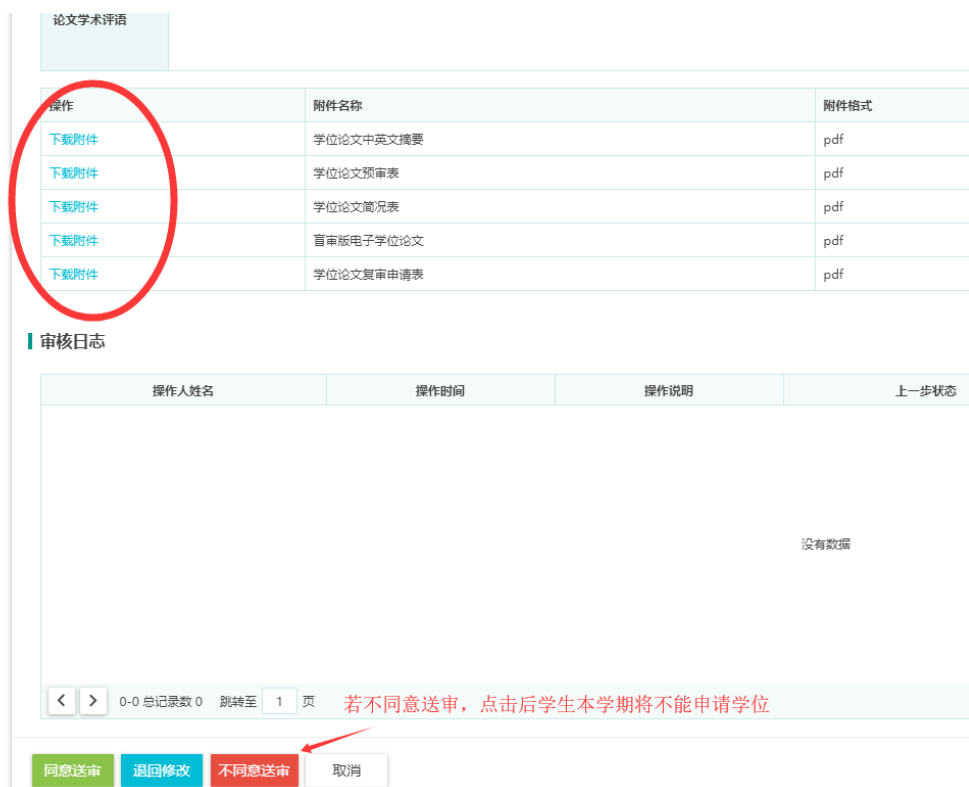 论文学术评语
操作 附件名称 附件格式
下载附件 学位论文中英文摘要 pdf
下载附件 学位论文预审表 pdf
下载附件 学位论文简况表 pdf
下载附件 盲审版电子学位论文 pdf
下载附件 学位论文复审申请表 pdf
审核日志
操作人姓名 操作时间 操作说明 上一步状态
没有数据
0-0 总记录数 0 跳转至 1 页 若不同意送审，点击后学生本学期将不能申请学位
同意送审 退回修改 不同意送审 取消